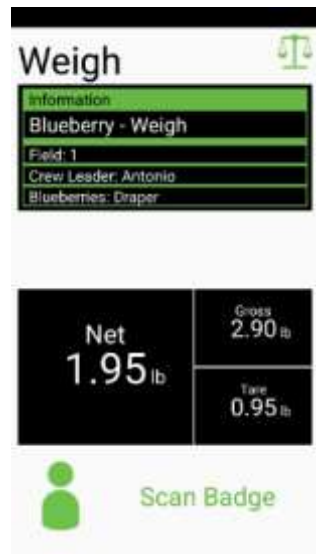 Weigh
Information
Blueberry - Weigh
Field: 1
Crew Leader: Antonio
Blueberries: Draper
Net
1.95 lb
Gross
2.90 lb
Tare
0.95 lb
Scan Badge